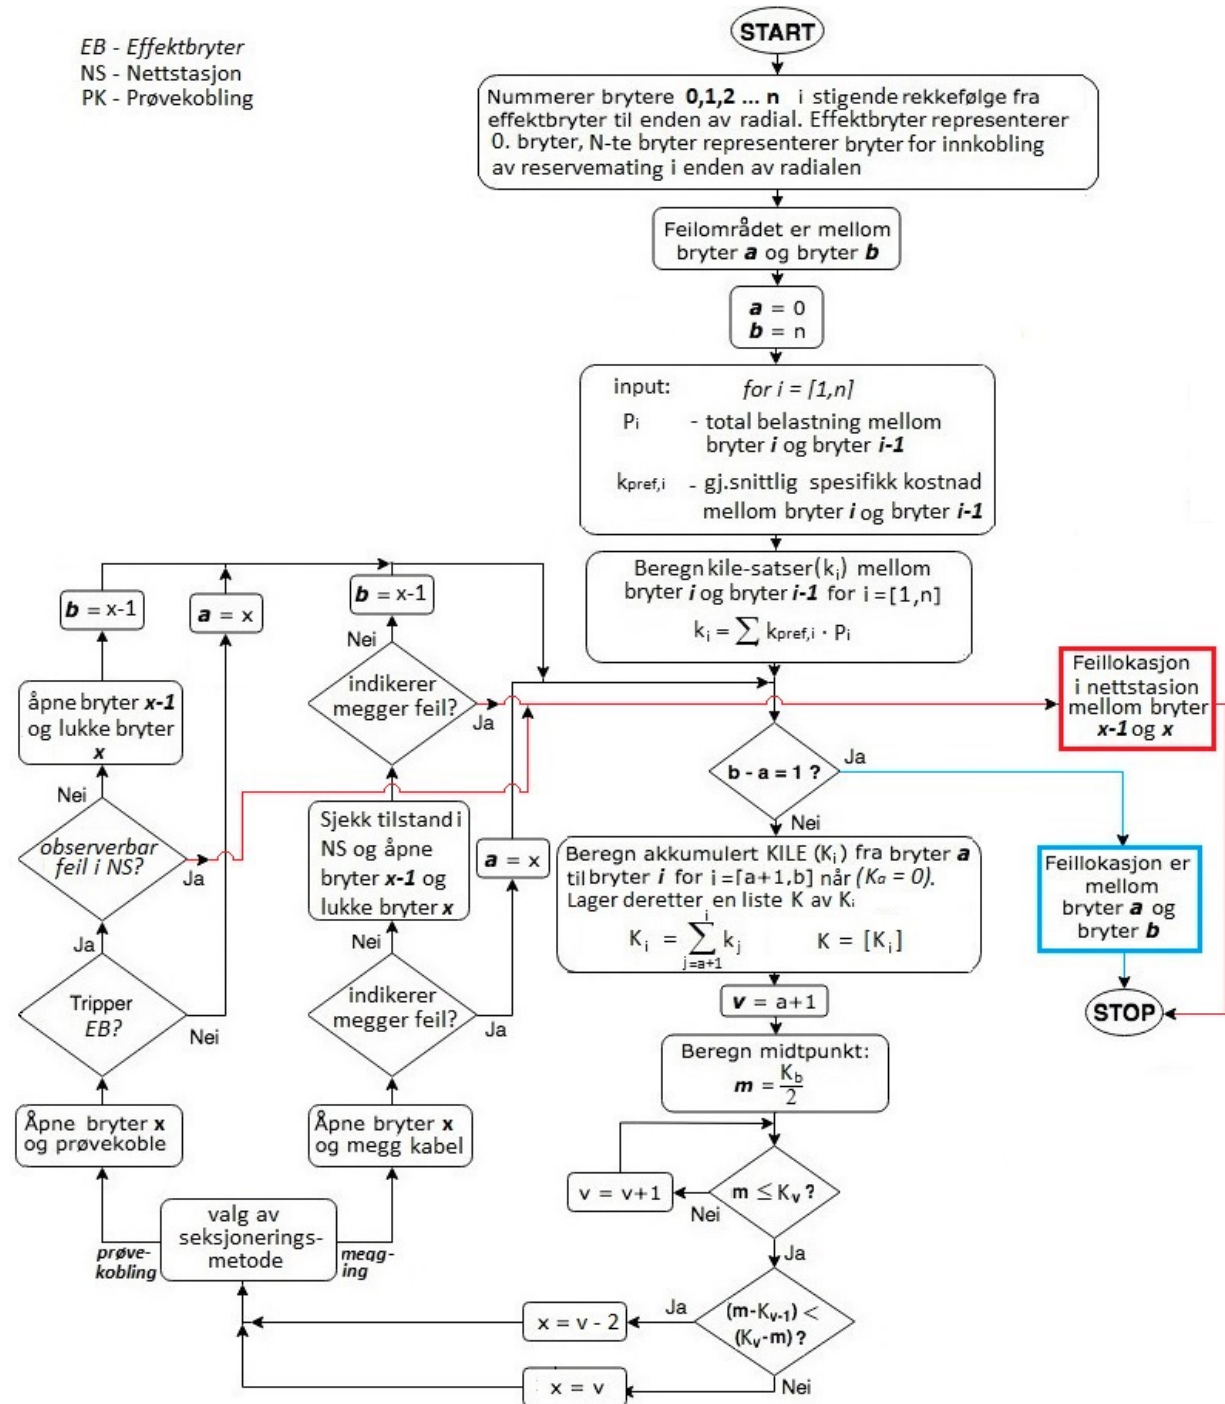 EB - Effektbryter
NS - Nettstasjon
PK - Prøvekobling
START
Nummerer brytere 0,1,2 ... n i stigende rekkefølge fra
effektbryter til enden av radial. Effektbryter representerer
0. bryter, N-te bryter representerer bryter for innkobling
av reservemating i enden av radialen
Feilområdet er mellom
bryter a og bryter b
a = 0
b = n
input: for i = [1,n]
Pi - total belastning mellom
bryter i og bryter i-1
kpref,i - gj.snittlig spesifikk kostnad
mellom bryter i og bryter i-1
Beregn kile-satser(ki) mellom
bryter i og bryter i-1 for i =[1,n]
ki = ∑ kpref,i · Pi
b - a = 1 ?
Ja
Nei
Feillokasjon er
mellom
bryter a og
bryter b
STOP
Beregn akkumulert KILE (Ki) fra bryter a
til bryter i for i =[a+1,b] når (Ka = 0).
Lager deretter en liste K av Ki
i
Ki = ∑ kj K = [Ki]
j=a+1
v = a+1
Beregn midtpunkt:
m = Kb
2
m ≤ Kv ?
Nei
v = v+1
Ja
(m-Kv-1) <
(Kv-m) ?
Ja
x = v - 2
Nei
x = v
valg av
seksjonerings-
metode
prøve-
kobling
megg-
ing
Åpne bryter x
og prøvekoble
Tripper
EB?
Ja
Nei
observerbar
feil i NS?
Nei
Ja
åpne bryter x-1
og lukke bryter
x
b = x-1
a = x
Åpne bryter x
og megg kabel
indikerer
megger feil?
Nei
Ja
a = x
Sjekk tilstand i
NS og åpne
bryter x-1 og
lukke bryter x
indikerer
megger feil?
Nei
Ja
b = x-1
Feillokasjon
i nettstasion
mellom bryter
x-1 og x